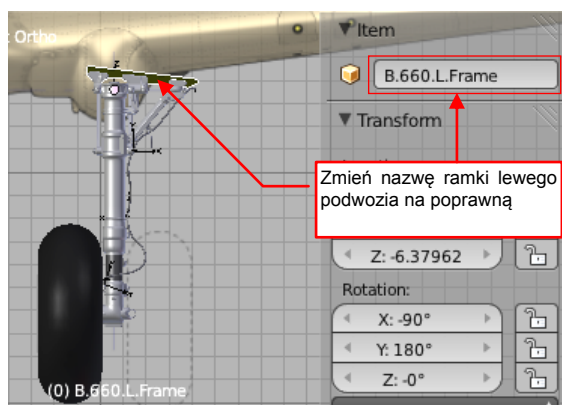 Ortho
Item
B.660.L.Frame
Transform
Zmień nazwę ramki lewego
podwozia na poprawną
Z: -6.37962
Rotation:
X: -90°
Y: 180°
Z: -0°
(0) B.660.L.Frame